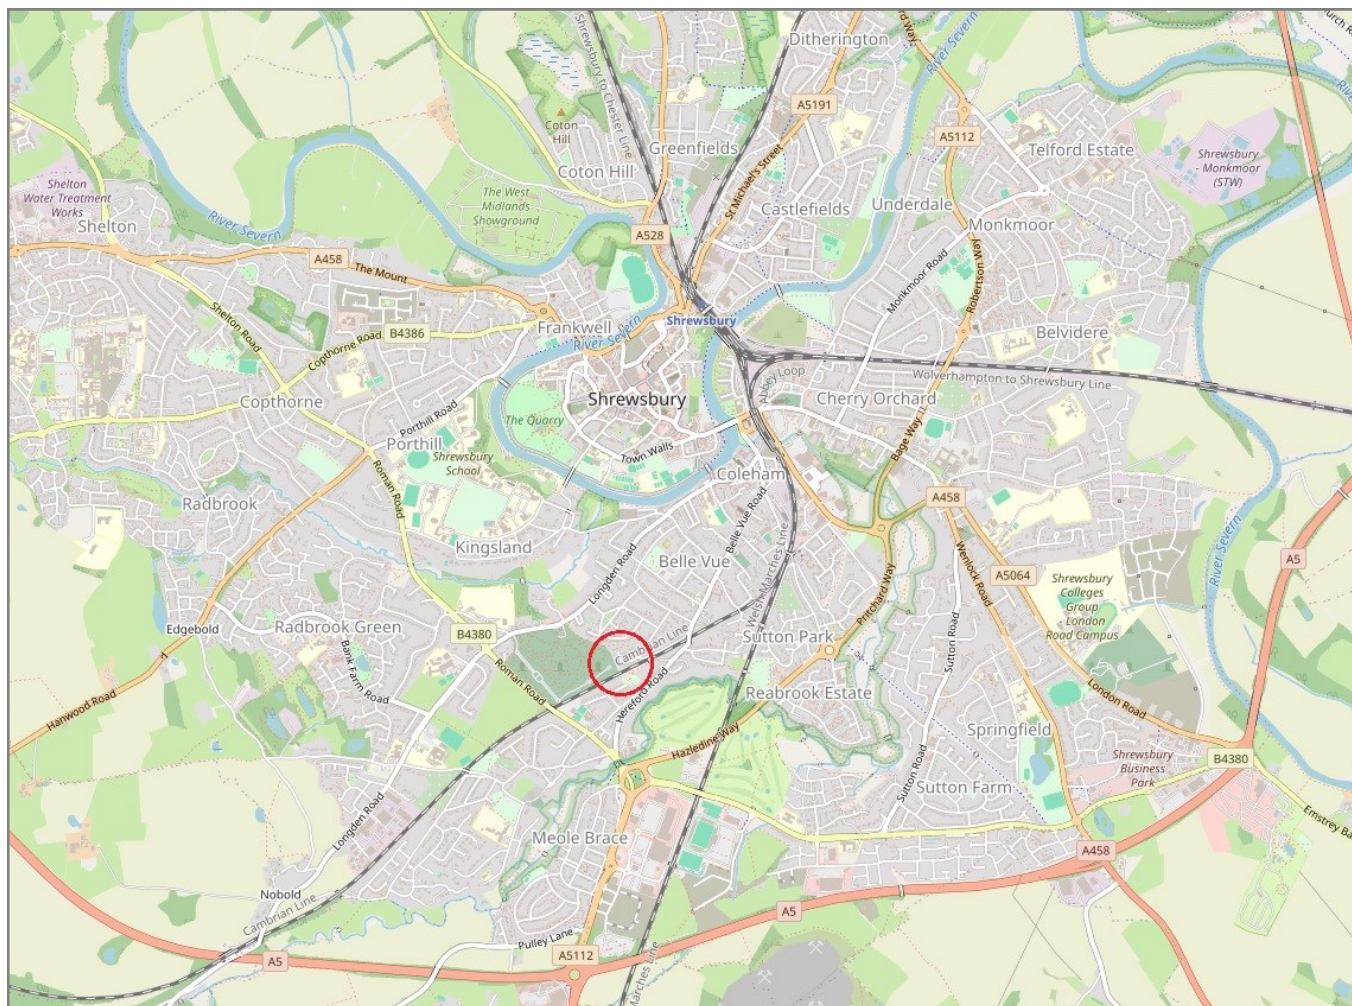 Ditherington
River Severn
A5191
A5112
Shrewsbury to Chester Line
Coton
Hill
Greenfields
Coton Hill
St Michael's Street
Telford Estate
Shrewsbury
- Monkmoor
(STW)
Shelton
Water Treatment
Works
Shelton
The West
Midlands
Showground
River Severn
A528
Castlefields
Underdale
Monkmoor
A458
The Mount
Monkmoor Road
Robertson Way
Shelton Road
Copthorne Road
B4386
Frankwell
River Severn
Shrewsbury
Belvidere
Wolverhampton to Shrewsbury Line
Abbey Loop
Copthorne
Shrewsbury
Cherry Orchard
The Quarry
Porthill Road
Porthill
Shrewsbury
School
Town Walls
Bage Way
Roman Road
Coleham
Radbrook
A458
Belle Vue Road
Kingsland
Belle Vue
Longden Road
Welsh Marches Line
Wenlock Road
A5064
River Severn
A5
Shrewsbury
Colleges
Group
London
Road Campus
Pritchard Way
Edgebold
Radbrook Green
B4380
Cambrian Line
Sutton Park
Sutton Road
Bank Farm Road
Roman Road
Hereford Road
Reabrook Estate
Hanwood Road
London Road
Hazledine Way
Springfield
Shrewsbury
Business
Park
B4380
Sutton Road
Sutton Farm
Longden Road
Meole Brace
Emstrey Ba
A458
Nobold
Cambrian Line
A5
Pulley Lane
A5
A5112
Marches Line